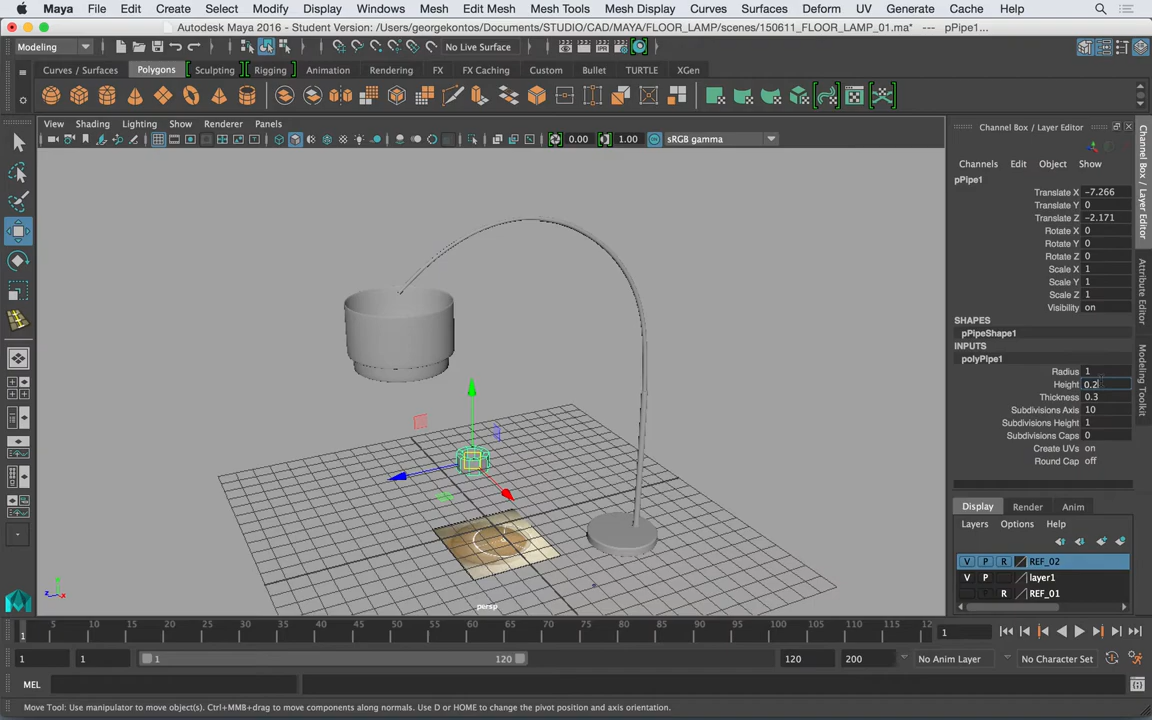 Maya File Edit Create Select Modify Display Windows Mesh Edit Mesh Mesh Tools Mesh Display Curves Surfaces Deform UV Generate Cache Help
Autodesk Maya 2016 - Student Version: /Users/georgekontos/Documents/STUDIO/CAD/MAYA/FLOOR_LAMP/scenes/150611_FLOOR_LAMP_01.ma* --- pPipe1...
Modeling No Live Surface
Curves / Surfaces Polygons Sculpting Rigging Animation Rendering FX FX Caching Custom Bullet TURTLE XGen
View Shading Lighting Show Renderer Panels
0.00 1.00 sRGB gamma
Channel Box / Layer Editor
Channels Edit Object Show
pPipe1
Translate X -7.266
Translate Y 0
Translate Z -2.171
Rotate X 0
Rotate Y 0
Rotate Z 0
Scale X 1
Scale Y 1
Scale Z 1
Visibility on
SHAPES
pPipeShape1
INPUTS
polyPipe1
Radius 1
Height 0.2
Thickness 0.3
Subdivisions Axis 10
Subdivisions Height 1
Subdivisions Caps 0
Create UVs on
Round Cap off
Display Render Anim
Layers Options Help
V P R REF_02
V P layer1
R REF_01
Channel Box / Layer Editor
Attribute Editor
Modeling Toolkit
persp
1 5 10 15 20 25 30 35 40 45 50 55 60 65 70 75 80 85 90 95 100 105 110 115 12 1
1 1 1 120 120 200 No Anim Layer No Character Set
MEL
Move Tool: Use manipulator to move object(s). Ctrl+MMB+drag to move components along normals. Use D or HOME to change the pivot position and axis orientation.